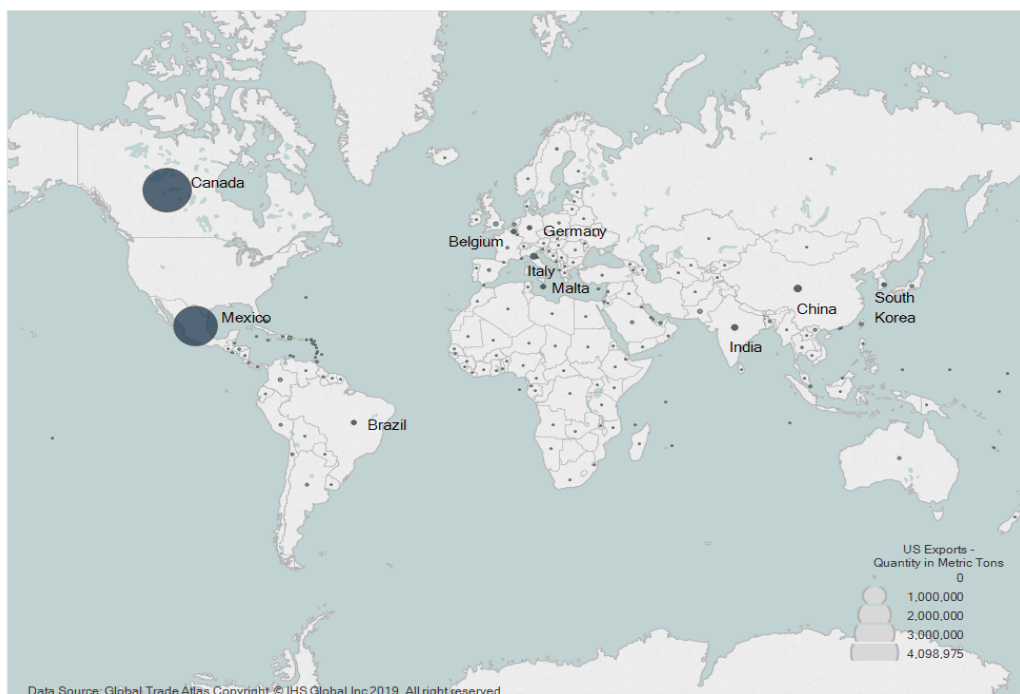 Canada
Germany
Belgium
Italy
Malta
China
South
Korea
Mexico
India
Brazil
US Exports -
Quantity in Metric Tons
0
1,000,000
2,000,000
3,000,000
4,098,975
Data Source: Global Trade Atlas Copyright © IHS Global Inc 2019. All right reserved